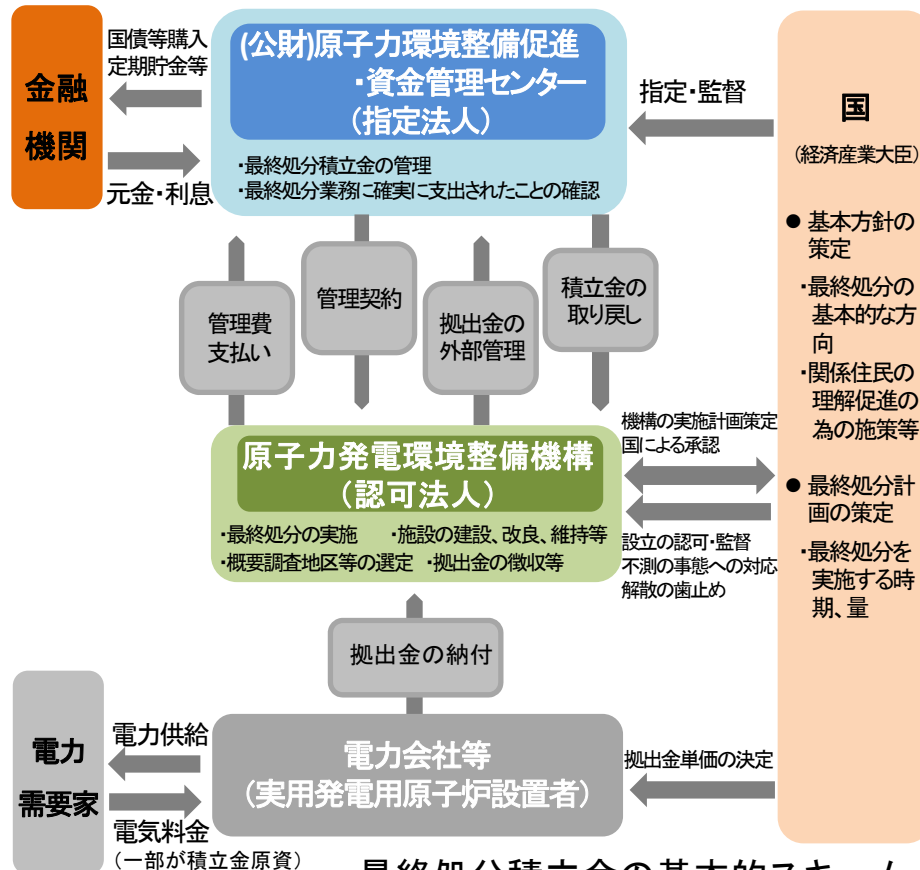 国債等購入
定期貯金等
金融
機関
元金・利息
(公財)原子力環境整備促進
・資金管理センター
(指定法人)
・最終処分積立金の管理
・最終処分業務に確実に支出されたことの確認
指定・監督
国
(経済産業大臣)
● 基本方針の
策定
・最終処分の
基本的な方
向
・関係住民の
理解促進の
為の施策等
● 最終処分計
画の策定
・最終処分を
実施する時
期、量
管理費
支払い
管理契約
拠出金の
外部管理
積立金の
取り戻し
機構の実施計画策定
国による承認
原子力発電環境整備機構
(認可法人)
・最終処分の実施 ・施設の建設、改良、維持等
・概要調査地区等の選定 ・拠出金の徴収等
設立の認可・監督
不測の事態への対応
解散の歯止め
拠出金の納付
電力
需要家
電力供給
電気料金
(一部が積立金原資)
電力会社等
(実用発電用原子炉設置者)
拠出金単価の決定
最終処分積立金の基本的スキーム